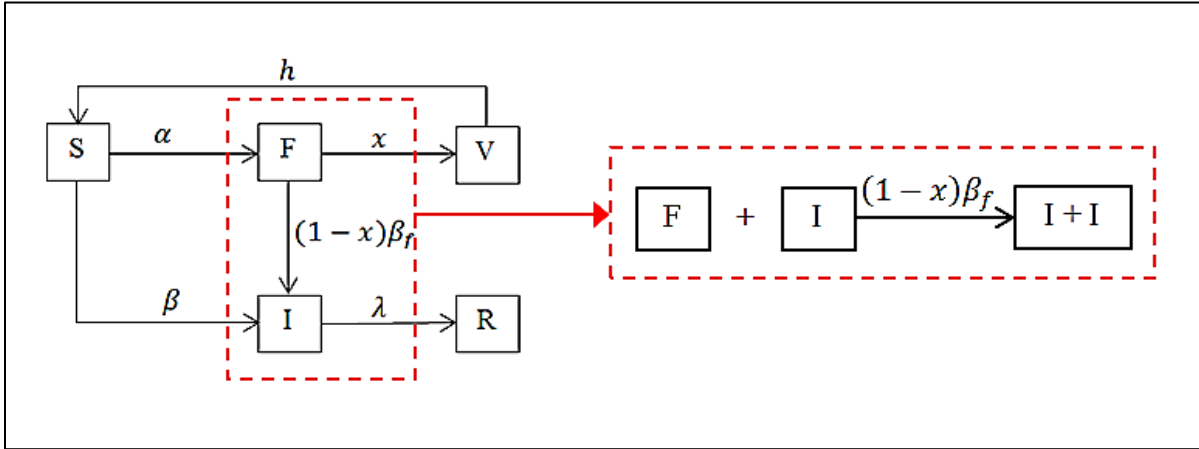 h
S α F x V
(1 − x)β_f
β I λ R
F + I (1 − x)β_f I + I